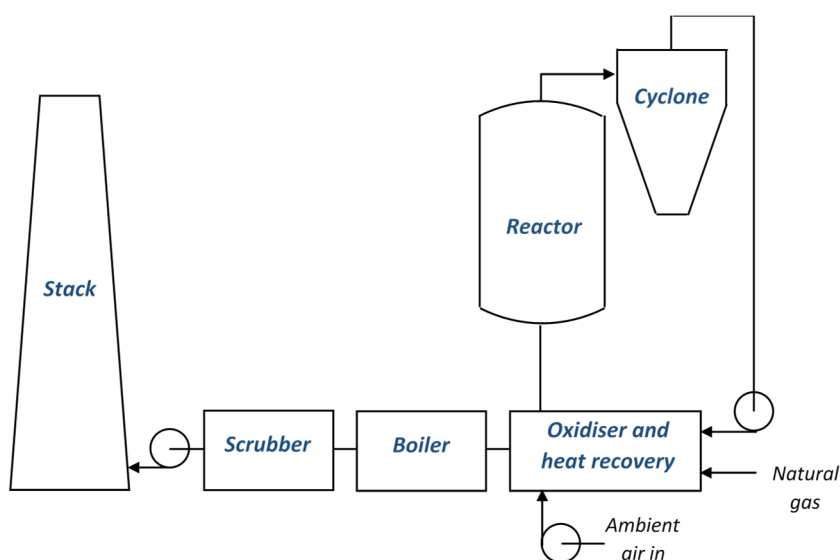 Cyclone
Reactor
Stack
Scrubber
Boiler
Oxidiser and
heat recovery
Natural
gas
Ambient
air in